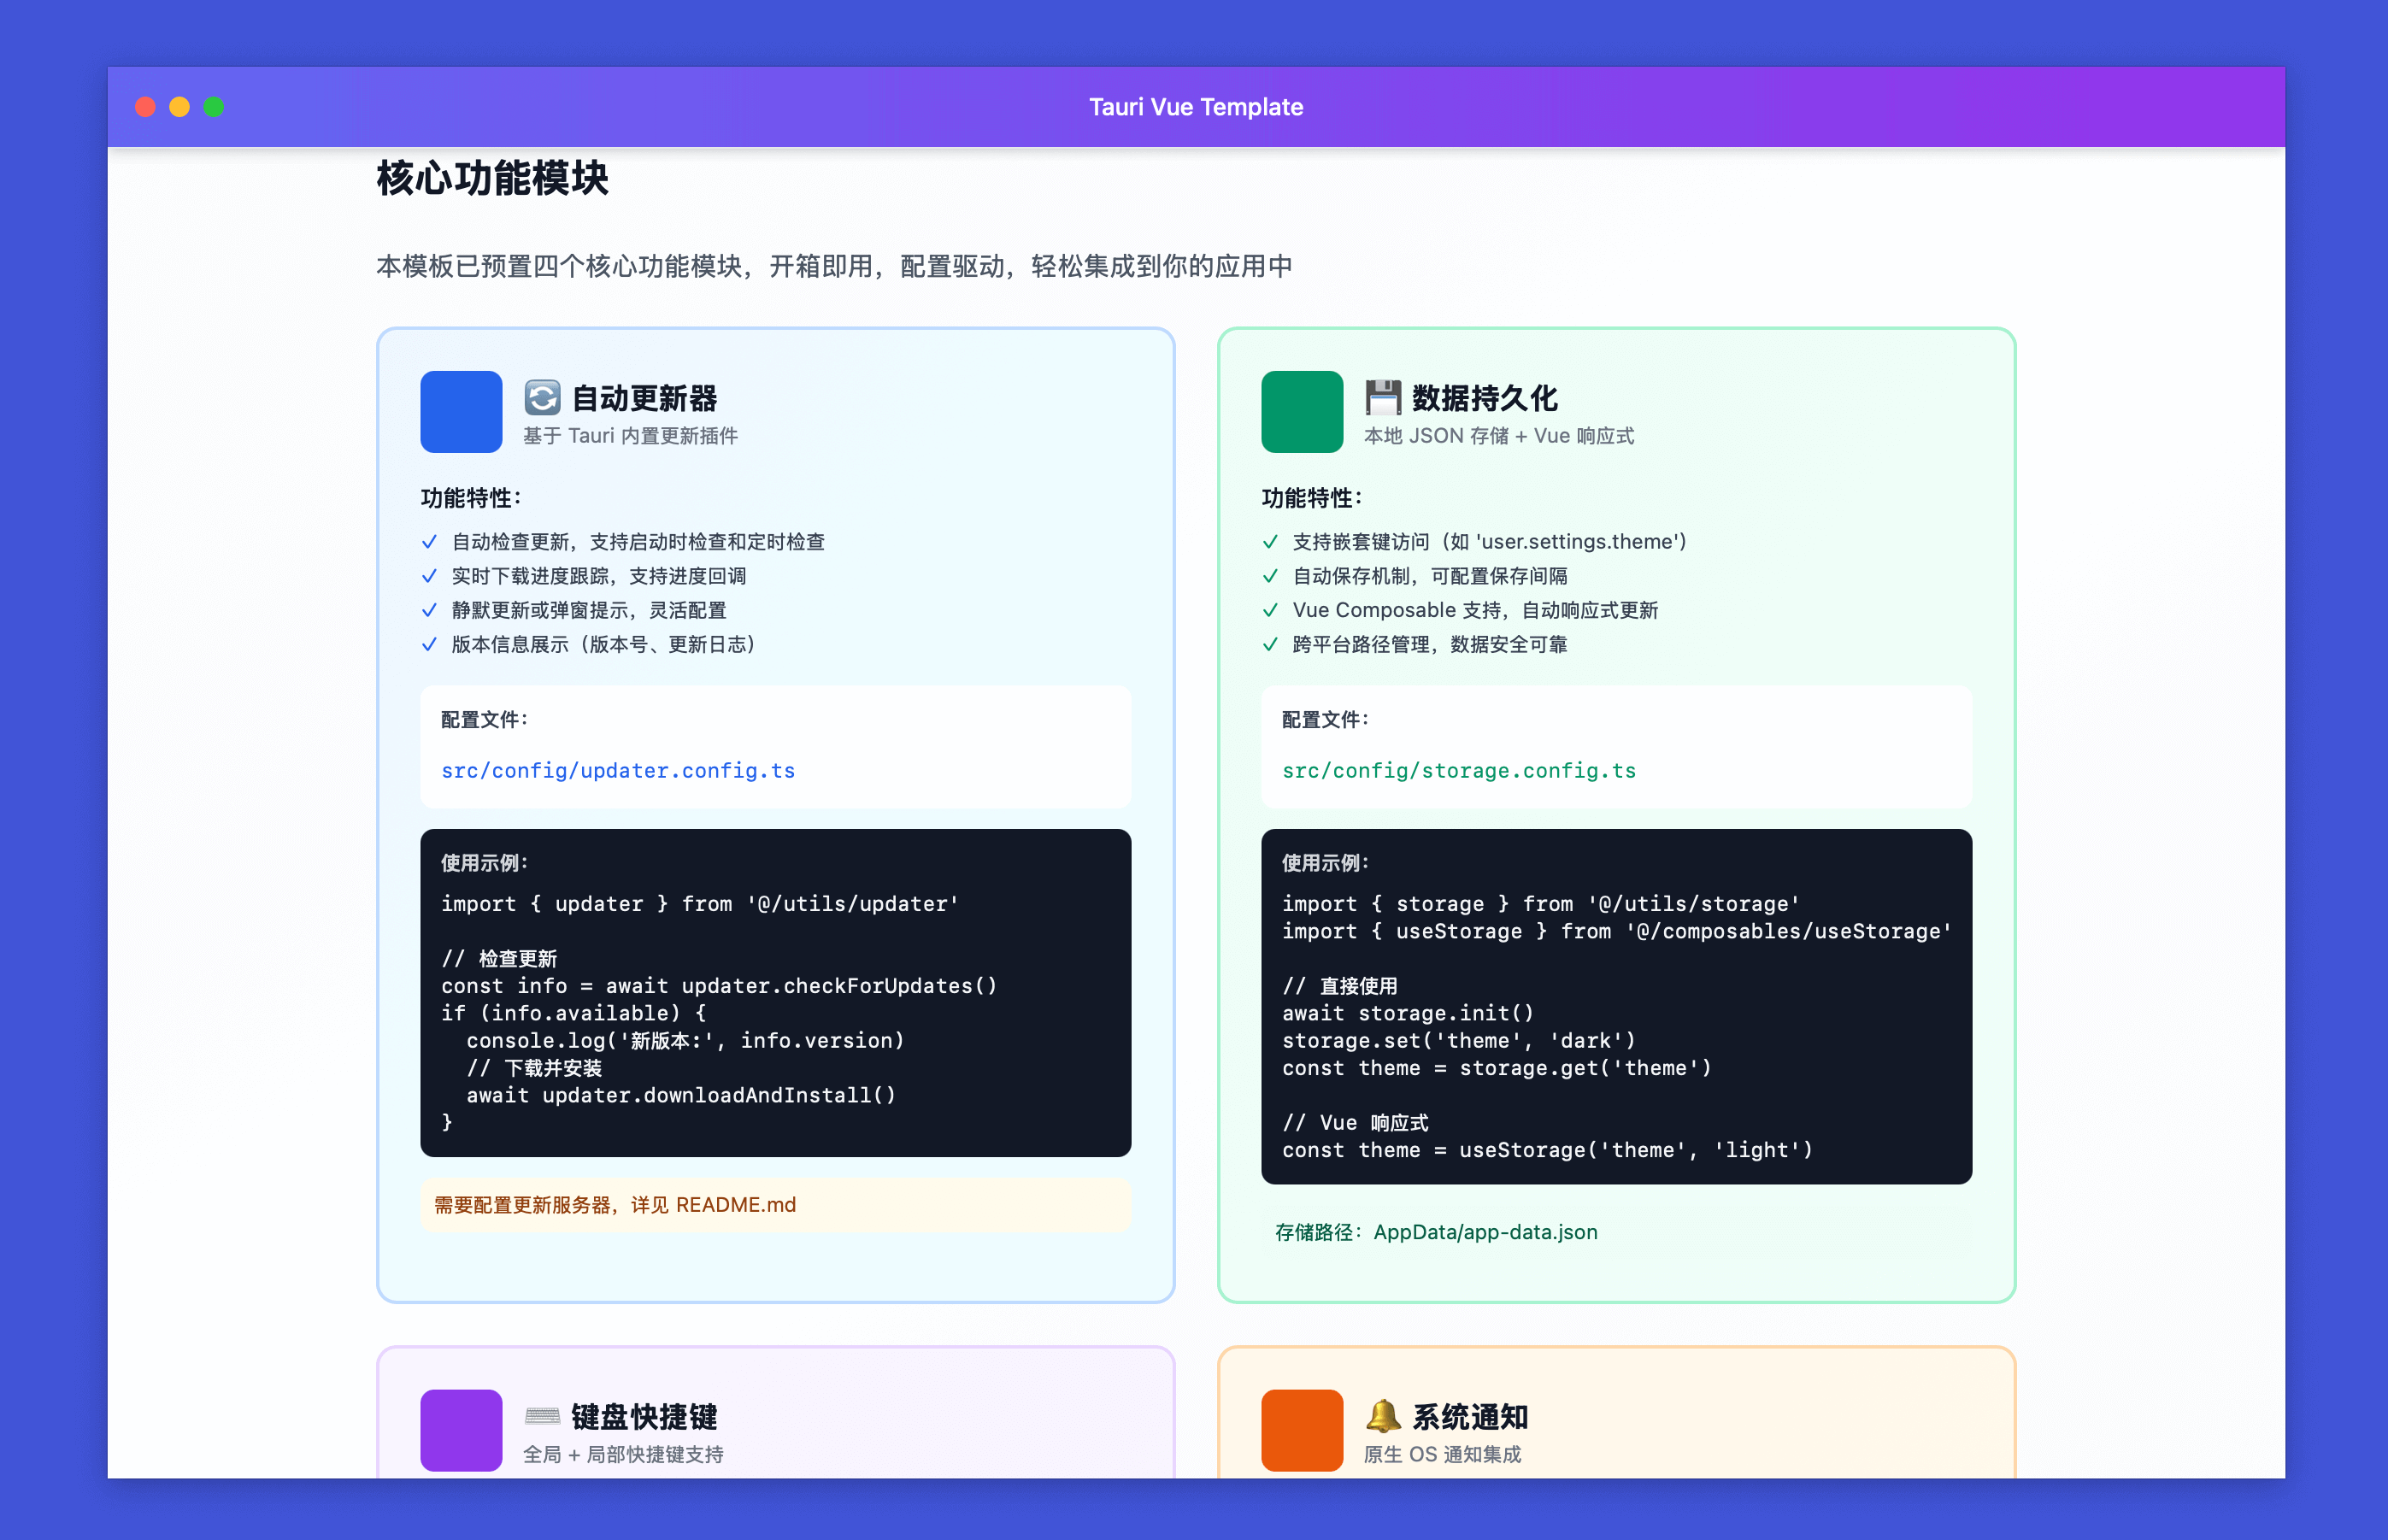 Tauri Vue Template
核心功能模块
本模板已预置四个核心功能模块，开箱即用，配置驱动，轻松集成到你的应用中
🔄 自动更新器
基于 Tauri 内置更新插件
功能特性：
✓ 自动检查更新，支持启动时检查和定时检查
✓ 实时下载进度跟踪，支持进度回调
✓ 静默更新或弹窗提示，灵活配置
✓ 版本信息展示（版本号、更新日志）
配置文件：
src/config/updater.config.ts
使用示例：
import { updater } from '@/utils/updater'

// 检查更新
const info = await updater.checkForUpdates()
if (info.available) {
  console.log('新版本:', info.version)
  // 下载并安装
  await updater.downloadAndInstall()
}
需要配置更新服务器，详见 README.md
💾 数据持久化
本地 JSON 存储 + Vue 响应式
功能特性：
✓ 支持嵌套键访问（如 'user.settings.theme'）
✓ 自动保存机制，可配置保存间隔
✓ Vue Composable 支持，自动响应式更新
✓ 跨平台路径管理，数据安全可靠
配置文件：
src/config/storage.config.ts
使用示例：
import { storage } from '@/utils/storage'
import { useStorage } from '@/composables/useStorage'

// 直接使用
await storage.init()
storage.set('theme', 'dark')
const theme = storage.get('theme')

// Vue 响应式
const theme = useStorage('theme', 'light')
存储路径：AppData/app-data.json
⌨️ 键盘快捷键
全局 + 局部快捷键支持
🔔 系统通知
原生 OS 通知集成